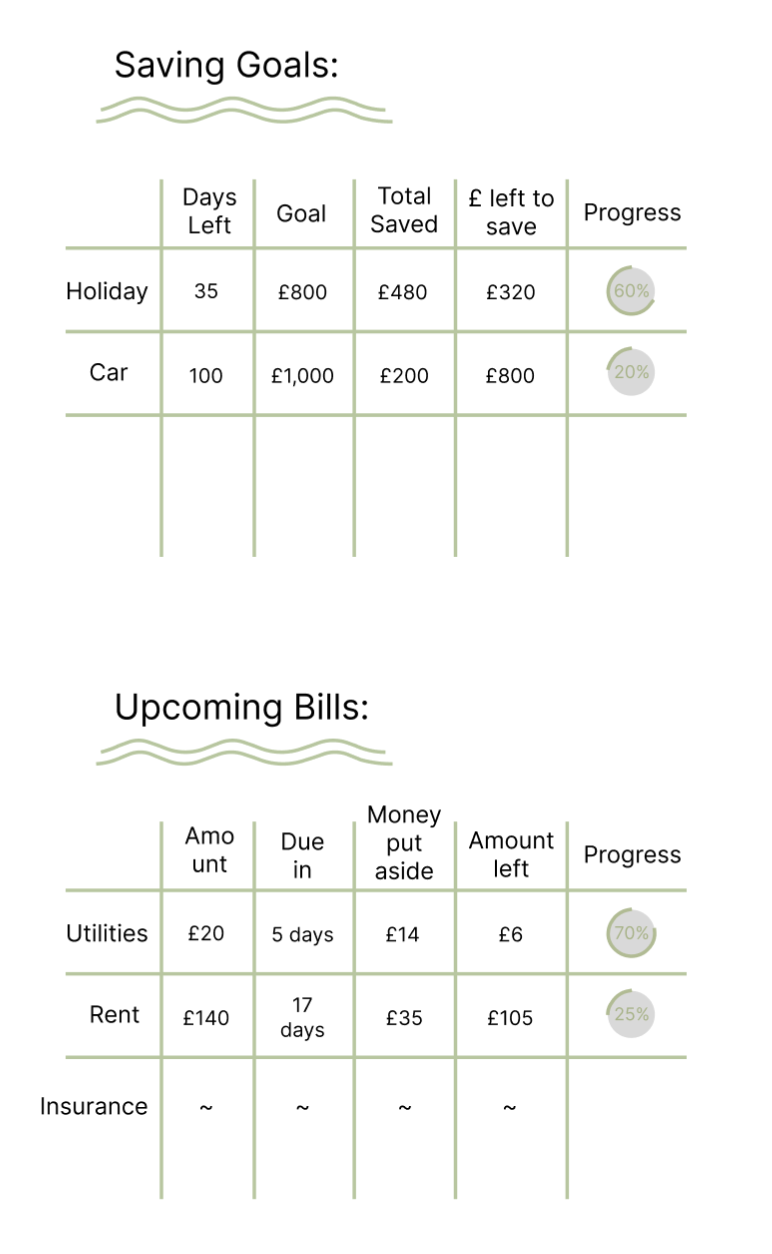 Saving Goals:
Days
Left
Goal
Total
Saved
£ left to
save
Progress
Holiday
35
£800
£480
£320
60%
Car
100
£1,000
£200
£800
20%
Upcoming Bills:
Amo
unt
Due
in
Money
put
aside
Amount
left
Progress
Utilities
£20
5 days
£14
£6
70%
Rent
£140
17
days
£35
£105
25%
Insurance
~
~
~
~